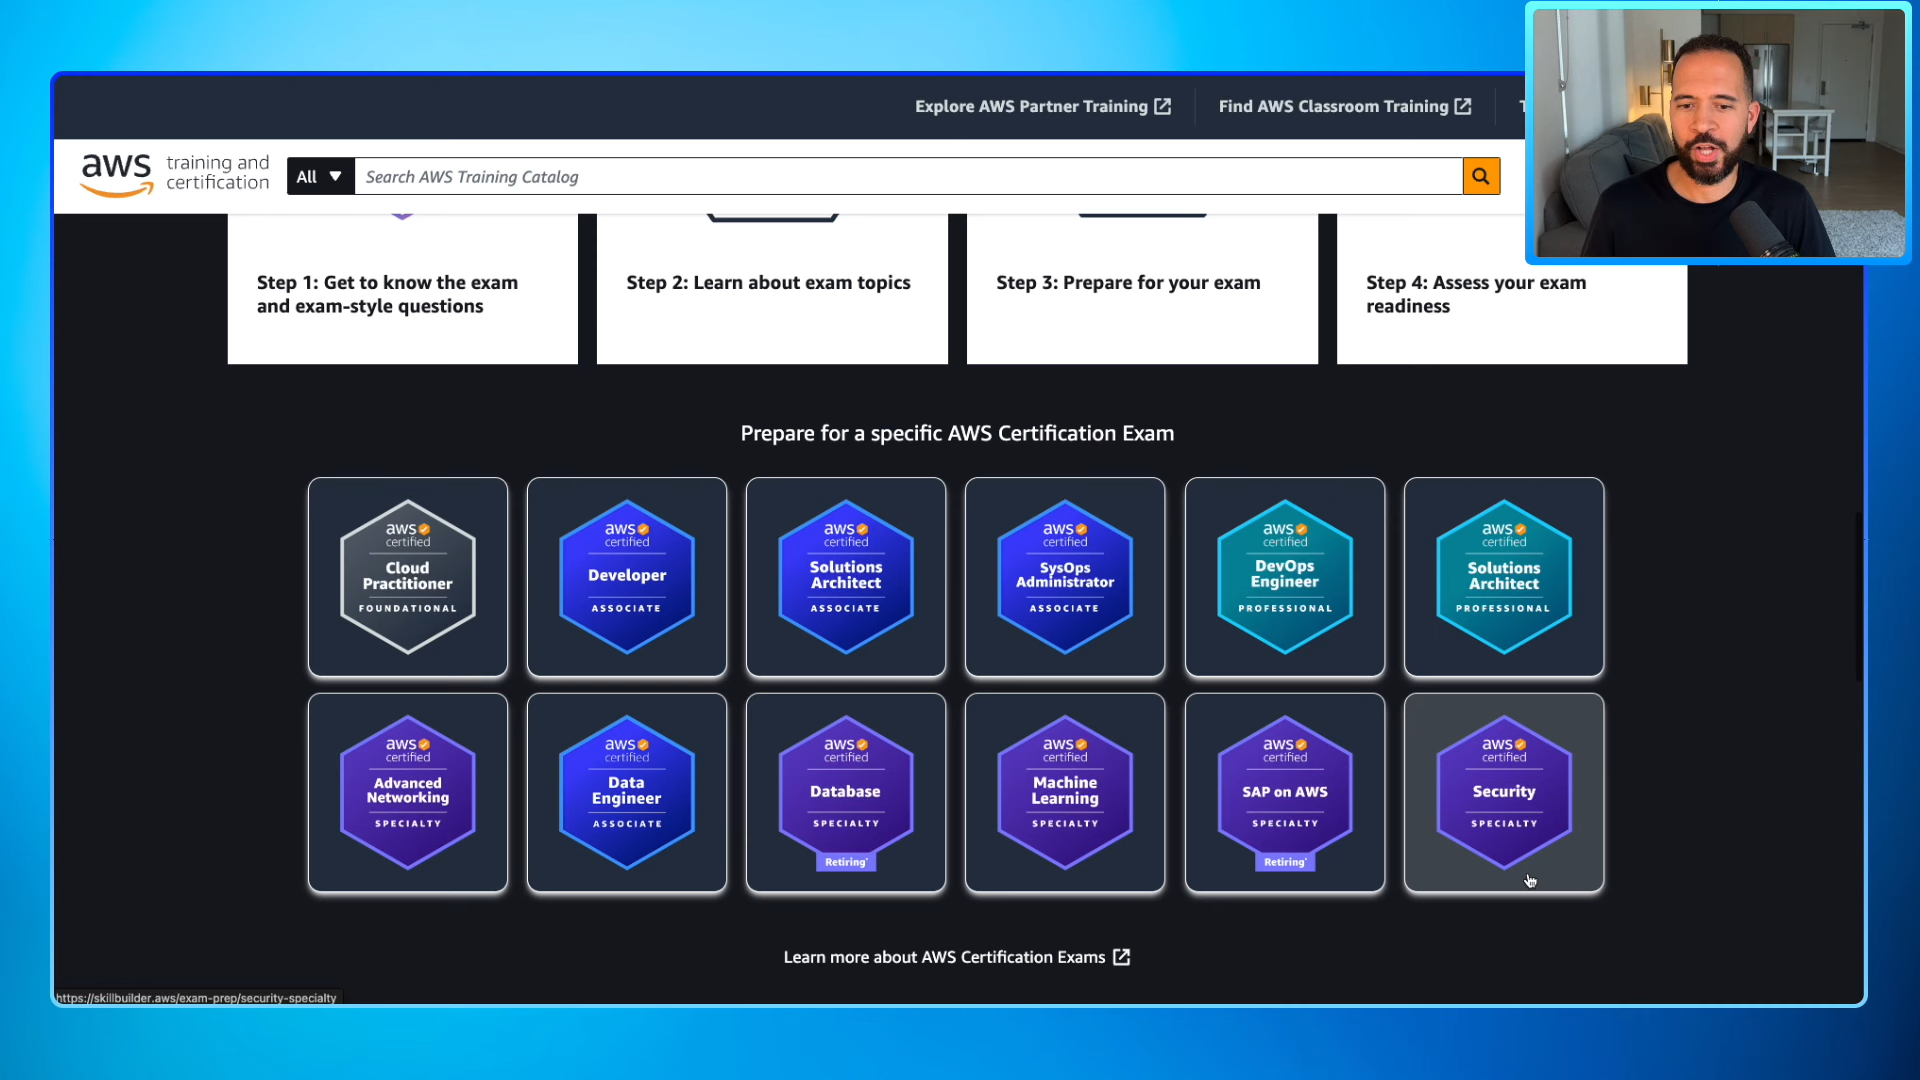 Explore AWS Partner Training
Find AWS Classroom Training
T
aws training and certification
All
Search AWS Training Catalog
Step 1: Get to know the exam
and exam-style questions
Step 2: Learn about exam topics
Step 3: Prepare for your exam
Step 4: Assess your exam
readiness
Prepare for a specific AWS Certification Exam
aws
certified
Cloud
Practitioner
FOUNDATIONAL
aws
certified
Developer
ASSOCIATE
aws
certified
Solutions
Architect
ASSOCIATE
aws
certified
SysOps
Administrator
ASSOCIATE
aws
certified
DevOps
Engineer
PROFESSIONAL
aws
certified
Solutions
Architect
PROFESSIONAL
aws
certified
Advanced
Networking
SPECIALTY
aws
certified
Data
Engineer
ASSOCIATE
aws
certified
Database
SPECIALTY
Retiring*
aws
certified
Machine
Learning
SPECIALTY
aws
certified
SAP on AWS
SPECIALTY
Retiring*
aws
certified
Security
SPECIALTY
Learn more about AWS Certification Exams
https://skillbuilder.aws/exam-prep/security-specialty